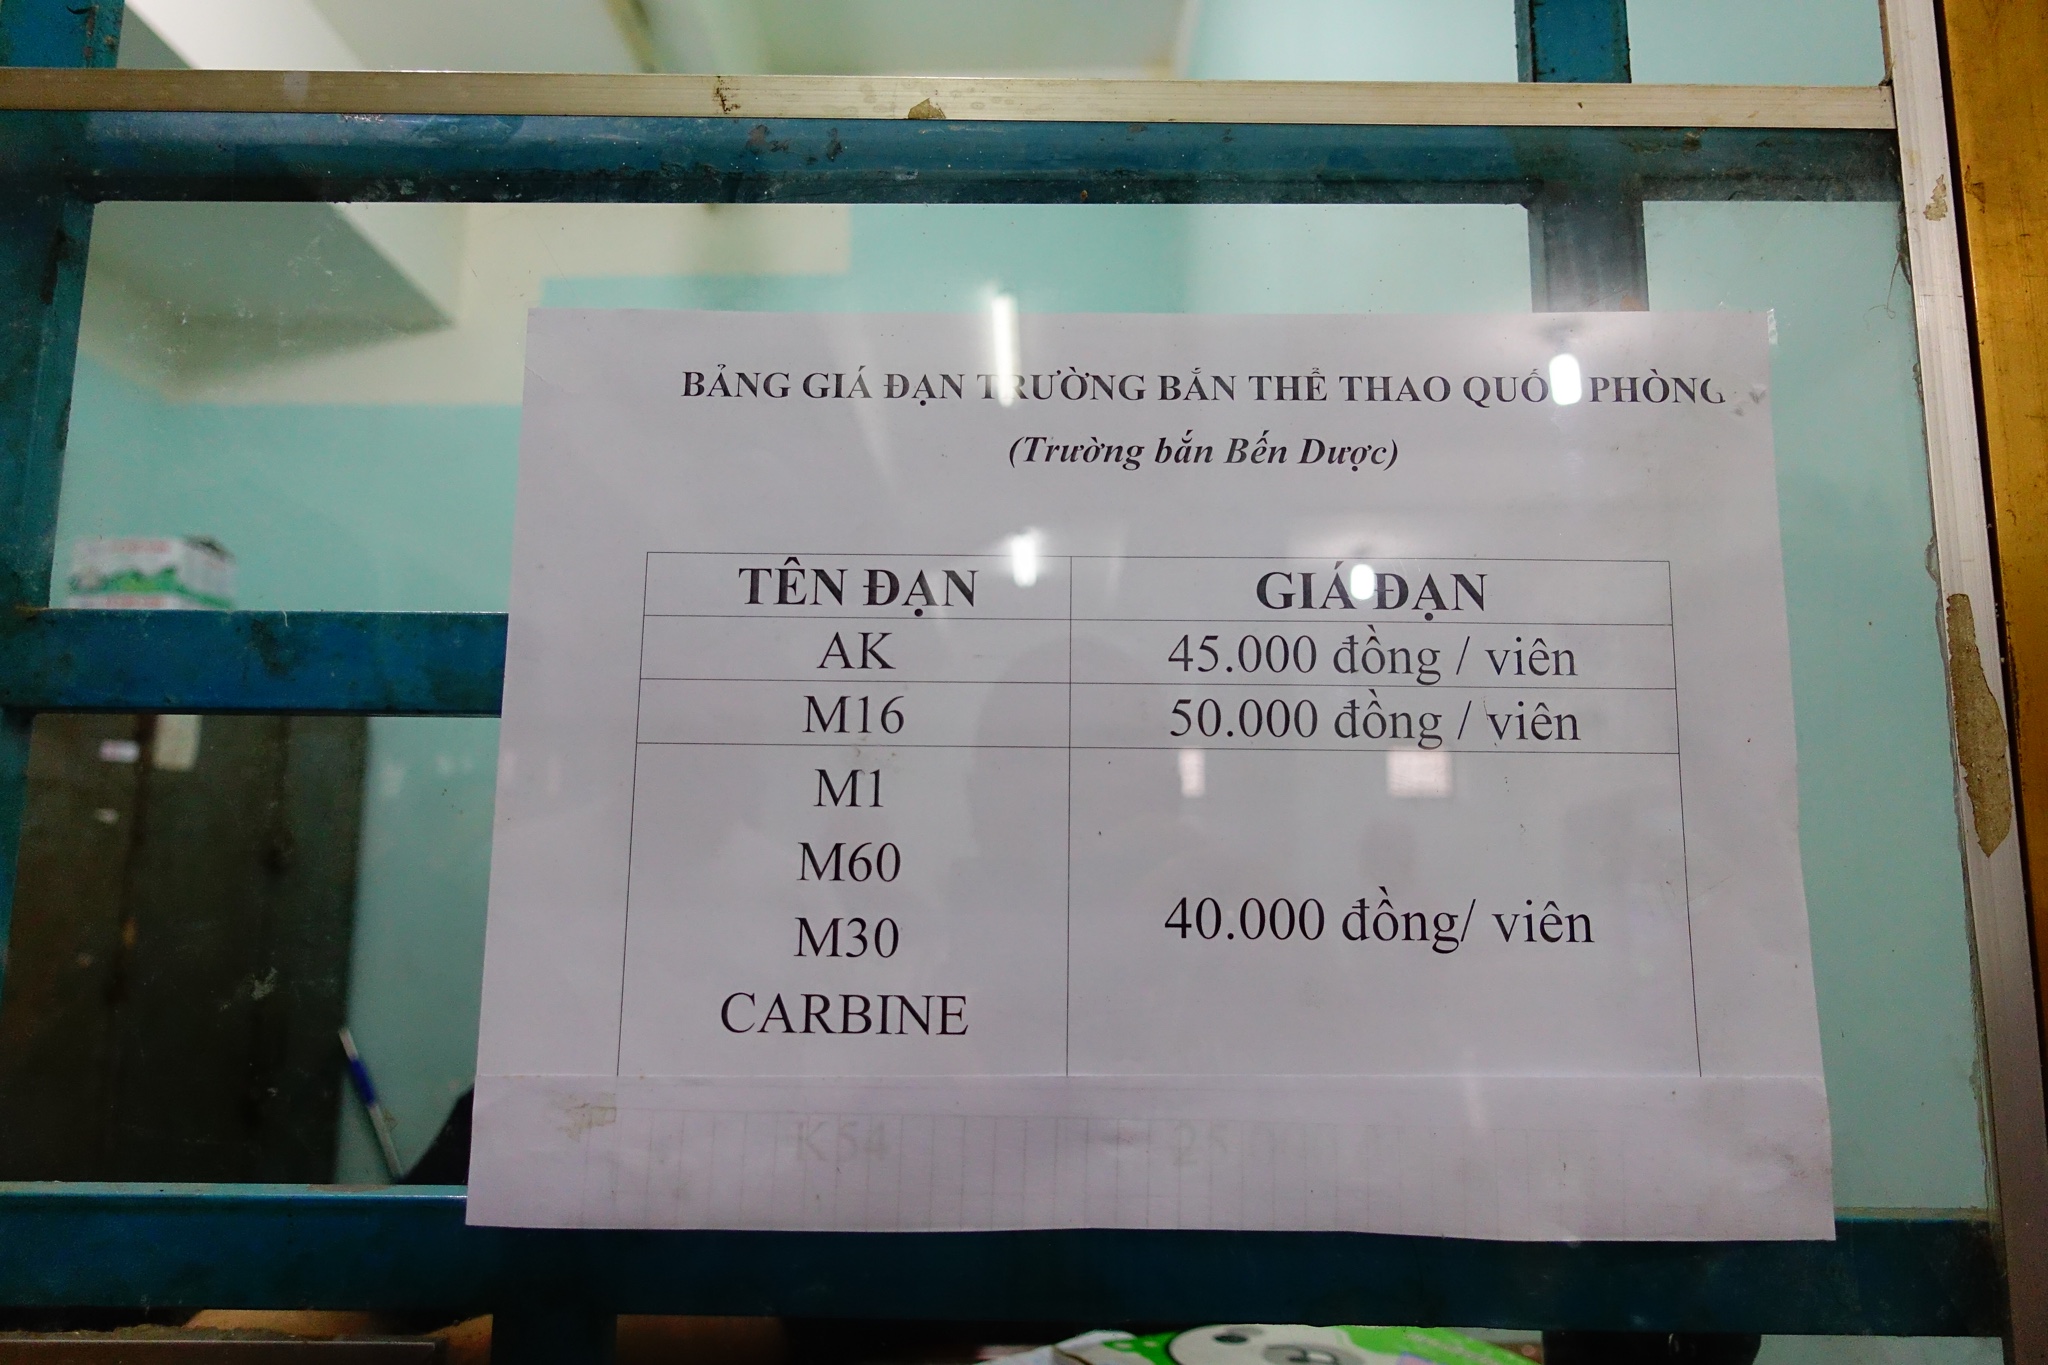 BẢNG GIÁ ĐẠN TRƯỜNG BẮN THỂ THAO QUỐC PHÒNG
(Trường bắn Bến Dược)
TÊN ĐẠN GIÁ ĐẠN
AK 45.000 đồng / viên
M16 50.000 đồng / viên
M1
M60
M30
CARBINE
40.000 đồng/ viên
K54